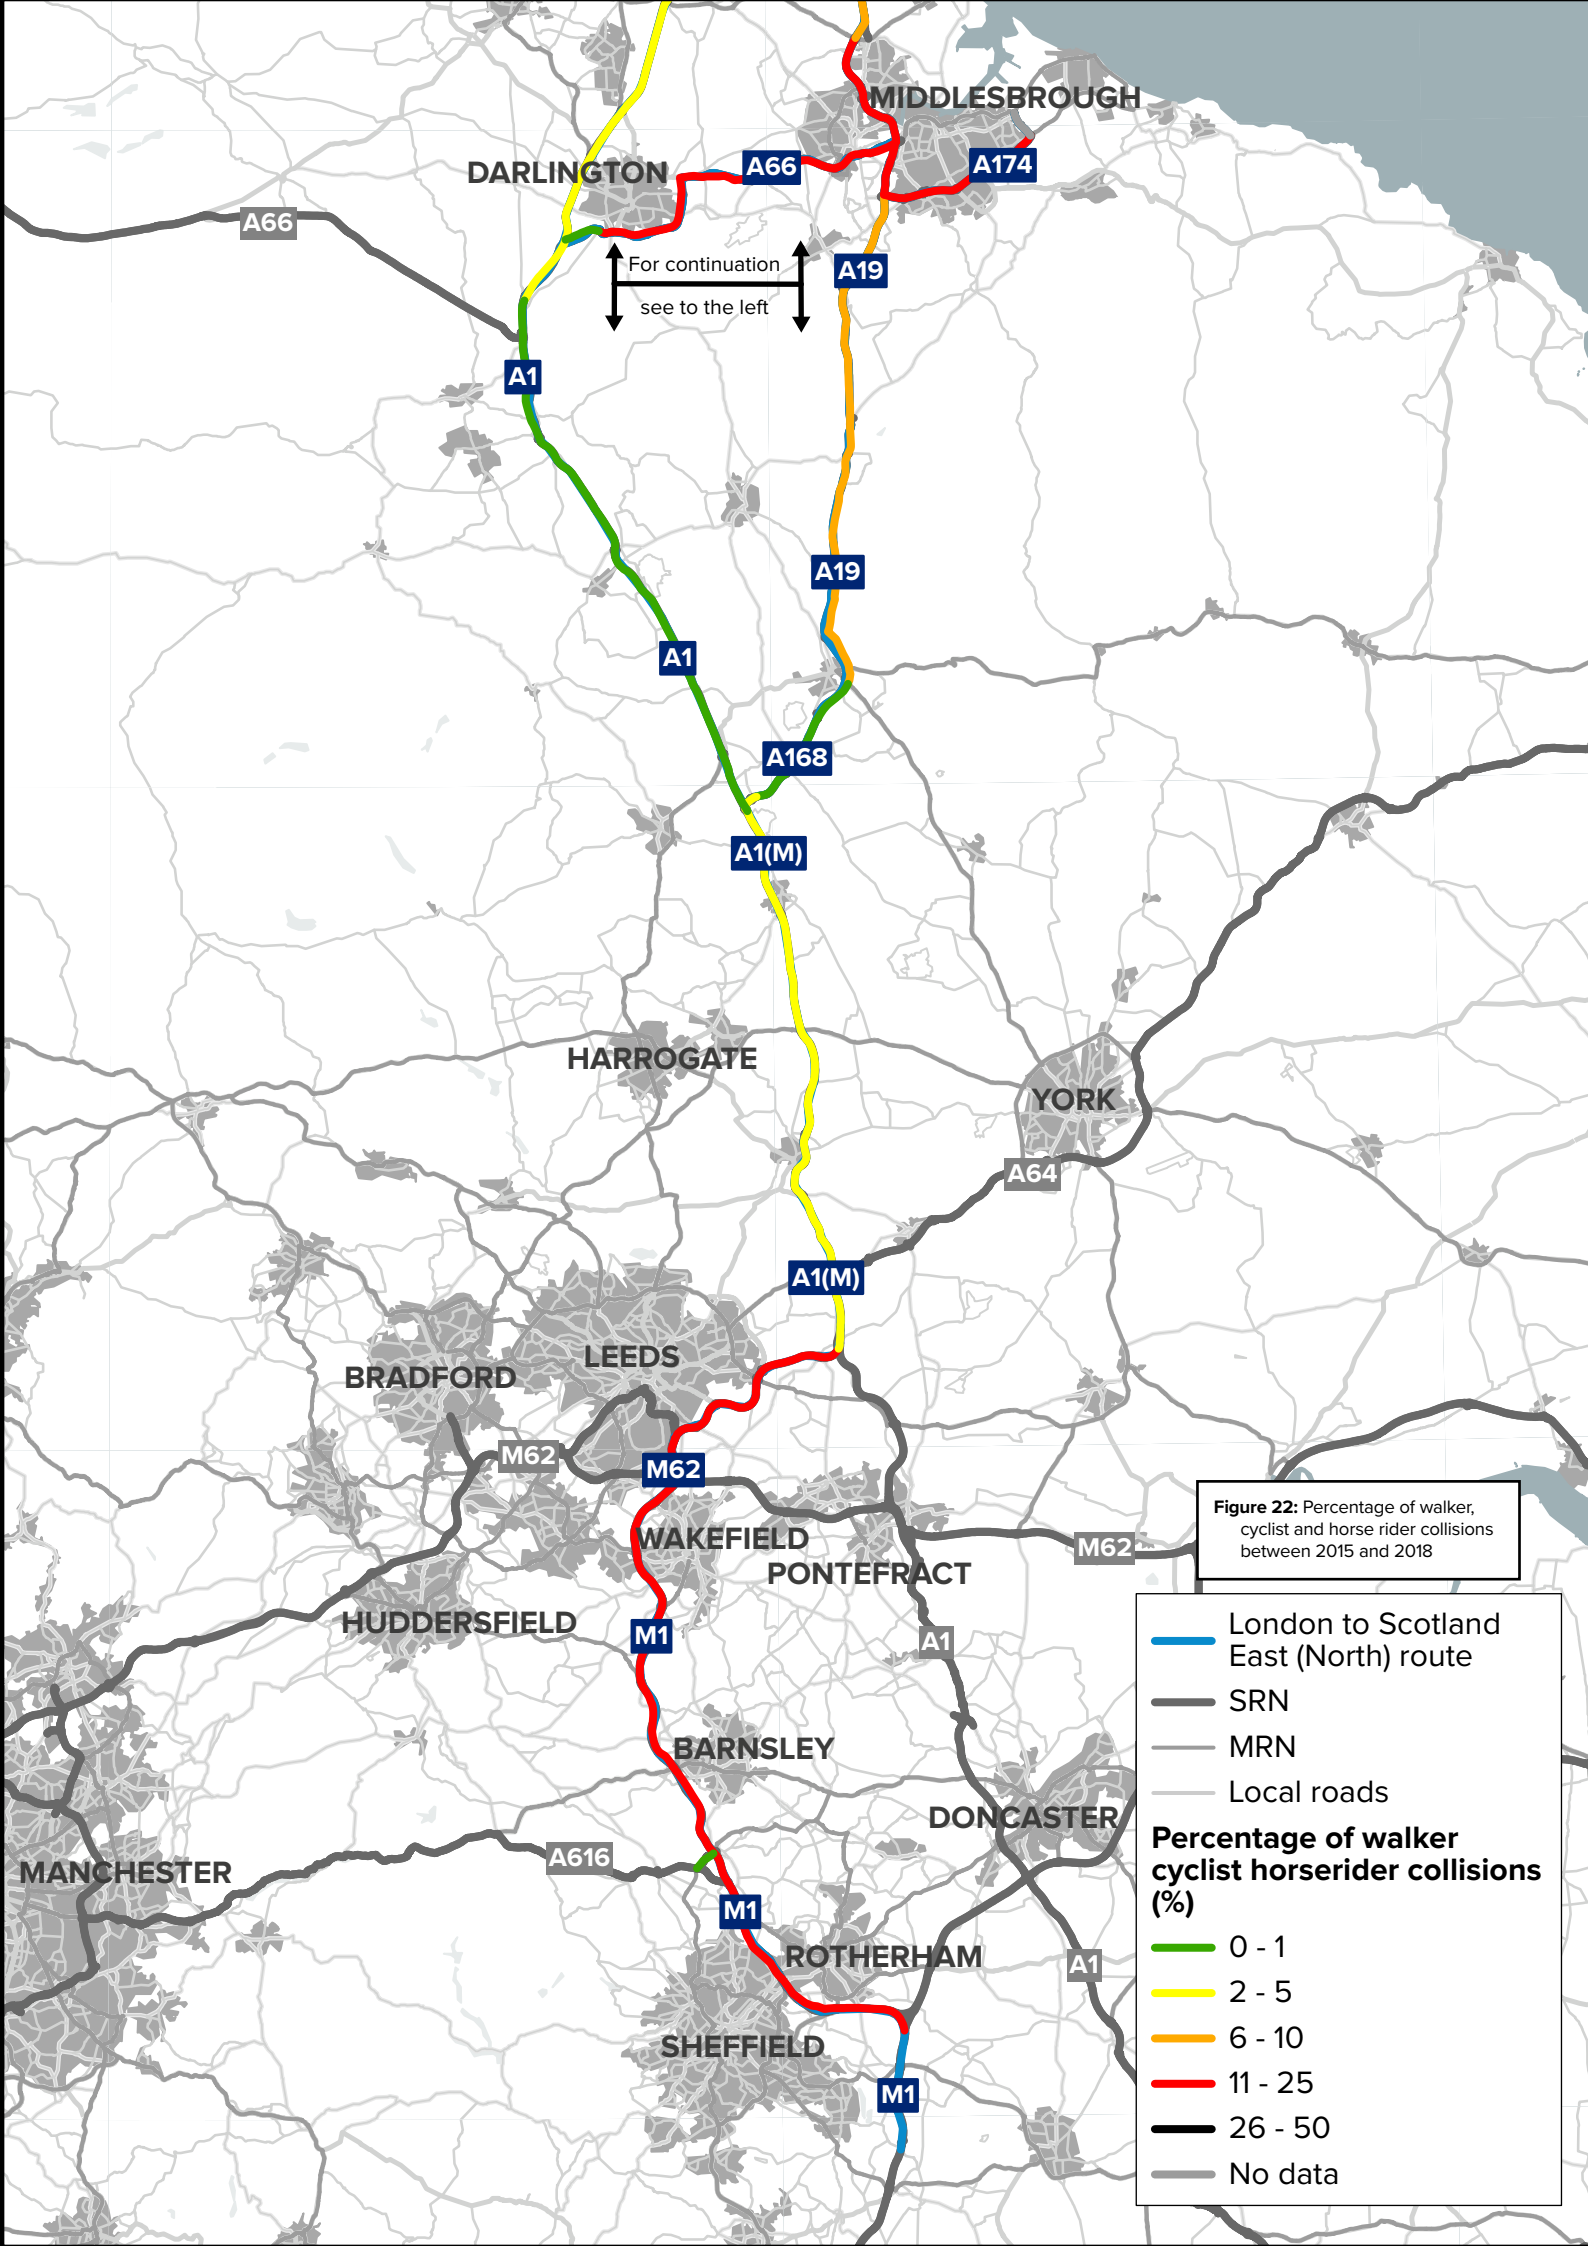 MIDDLESBROUGH
DARLINGTON
A66
A174
A66
For continuation
see to the left
A19
A1
A19
A1
A168
A1(M)
HARROGATE
YORK
A64
A1(M)
LEEDS
BRADFORD
M62
M62
WAKEFIELD
M62
PONTEFRACT
HUDDERSFIELD
M1
A1
BARNSLEY
DONCASTER
A616
MANCHESTER
M1
ROTHERHAM
A1
SHEFFIELD
M1
Figure 22: Percentage of walker,
cyclist and horse rider collisions
between 2015 and 2018
London to Scotland
East (North) route
SRN
MRN
Local roads
Percentage of walker
cyclist horserider collisions
(%)
0 - 1
2 - 5
6 - 10
11 - 25
26 - 50
No data